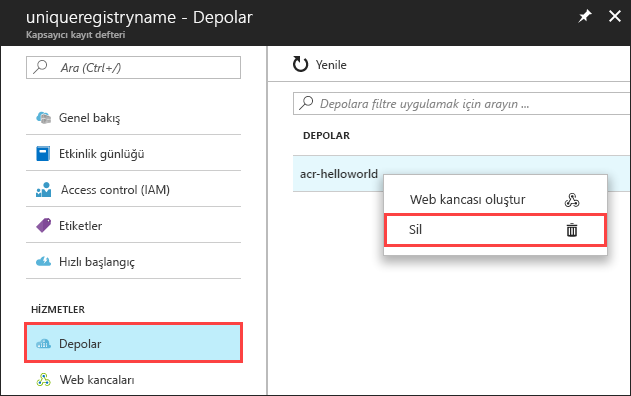 uniqueregistryname - Depolar
Kapsayıcı kayıt defteri
Ara (Ctrl+/)
Genel bakış
Etkinlik günlüğü
Access control (IAM)
Etiketler
Hızlı başlangıç
HİZMETLER
Depolar
Web kancaları
Yenile
Depolara filtre uygulamak için arayın ...
DEPOLAR
acr-helloworld
Web kancası oluştur
Sil